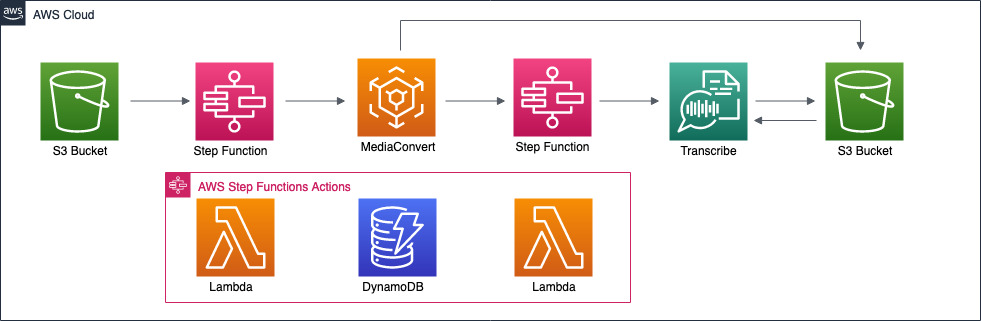 aws
AWS Cloud
S3 Bucket
Step Function
MediaConvert
Step Function
Transcribe
S3 Bucket
AWS Step Functions Actions
Lambda
DynamoDB
Lambda